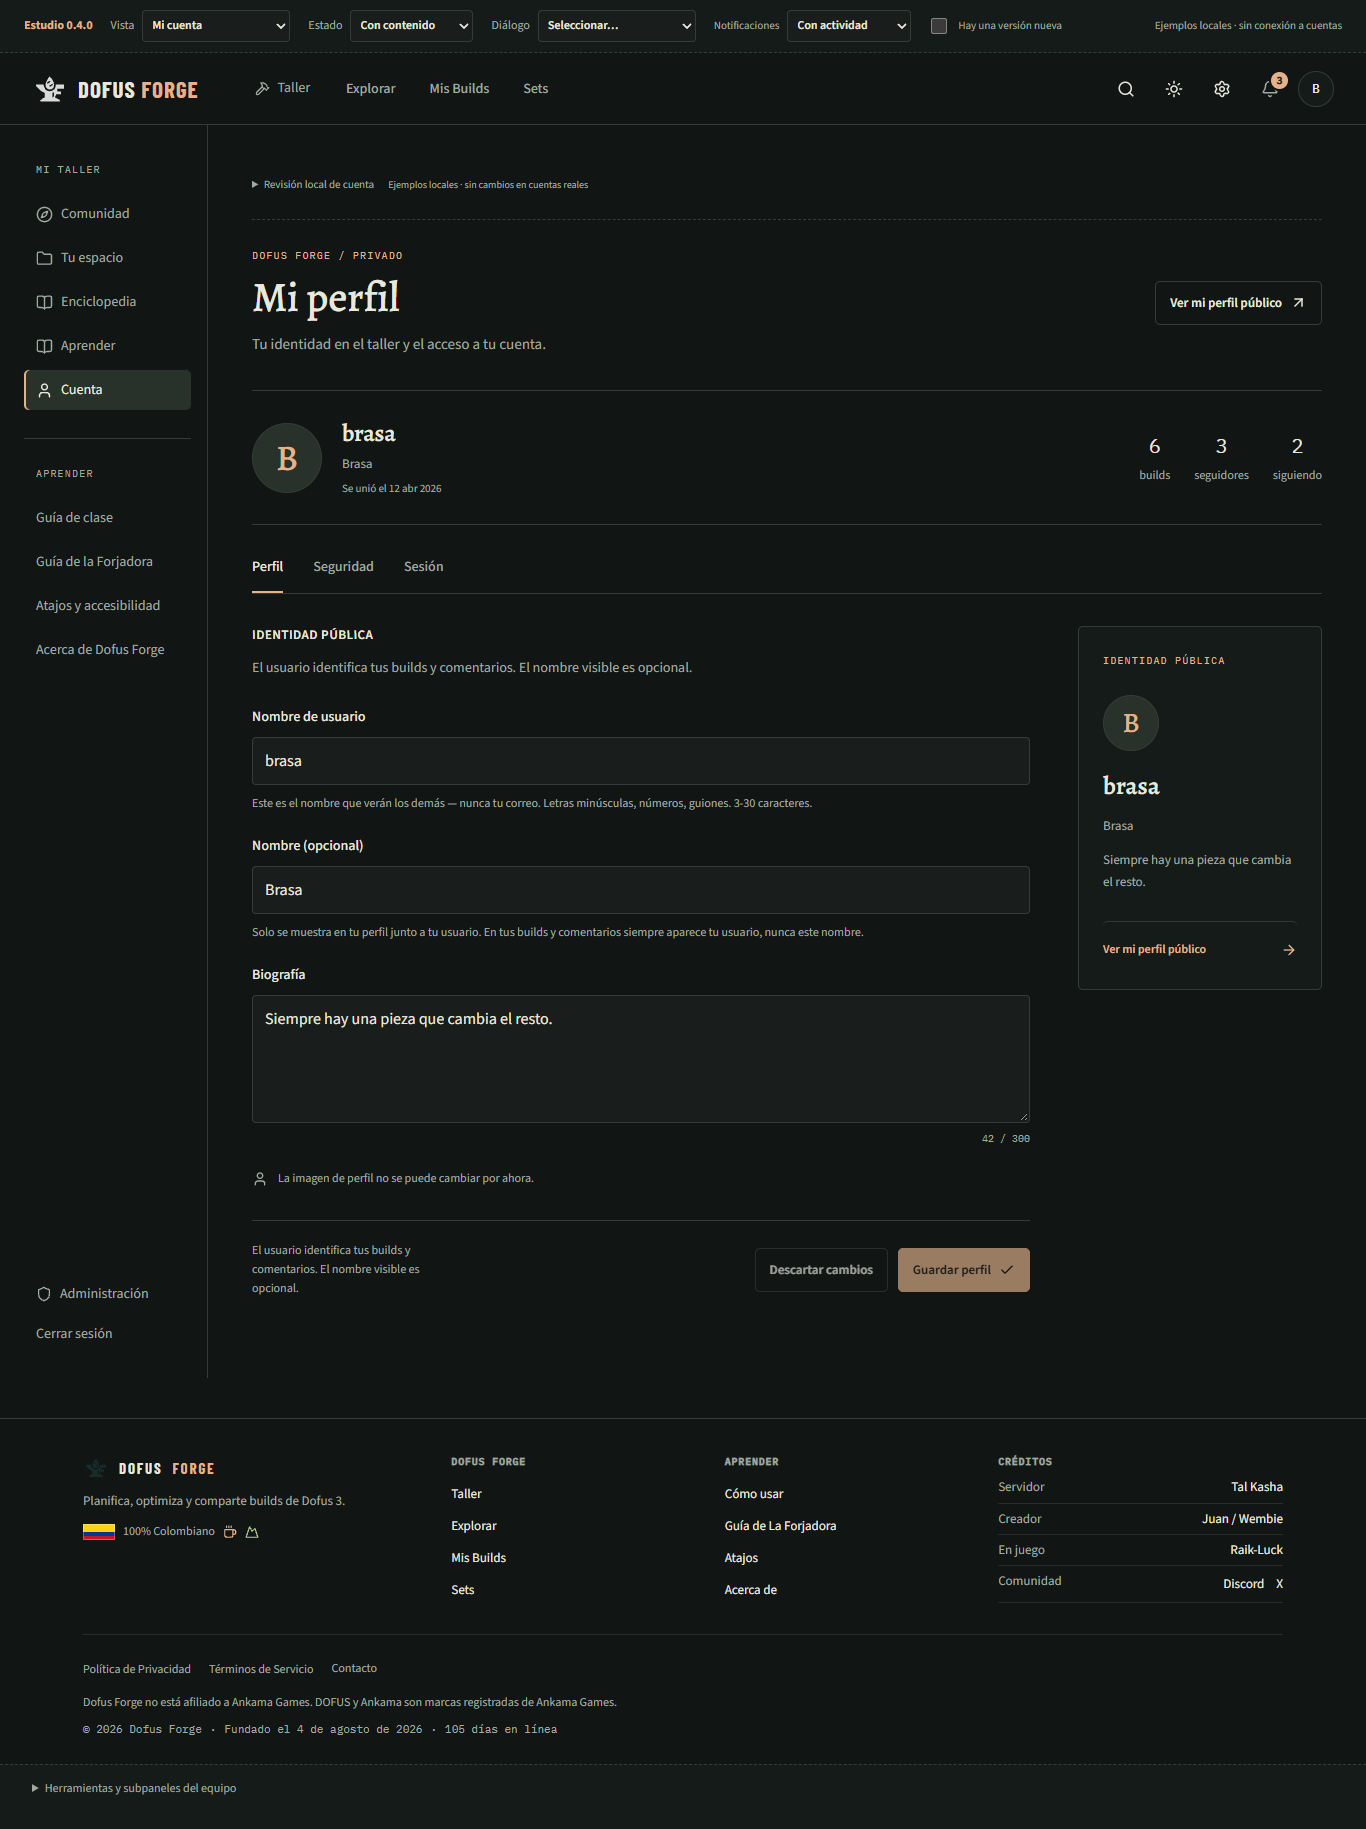 Estudio 0.4.0 Vista Mi cuenta Estado Con contenido Diálogo Seleccionar... Notificaciones Con actividad Hay una versión nueva Ejemplos locales · sin conexión a cuentas
DOFUS FORGE Taller Explorar Mis Builds Sets 3 B
MI TALLER
Comunidad
Tu espacio
Enciclopedia
Aprender
Cuenta
APRENDER
Guía de clase
Guía de la Forjadora
Atajos y accesibilidad
Acerca de Dofus Forge
Administración
Cerrar sesión
Revisión local de cuenta Ejemplos locales · sin cambios en cuentas reales
DOFUS FORGE / PRIVADO
Mi perfil
Tu identidad en el taller y el acceso a tu cuenta.
Ver mi perfil público
B
brasa
Brasa
Se unió el 12 abr 2026
6 3 2
builds seguidores siguiendo
Perfil Seguridad Sesión
IDENTIDAD PÚBLICA
El usuario identifica tus builds y comentarios. El nombre visible es opcional.
Nombre de usuario
brasa
Este es el nombre que verán los demás — nunca tu correo. Letras minúsculas, números, guiones. 3-30 caracteres.
Nombre (opcional)
Brasa
Solo se muestra en tu perfil junto a tu usuario. En tus builds y comentarios siempre aparece tu usuario, nunca este nombre.
Biografía
Siempre hay una pieza que cambia el resto.
42 / 300
La imagen de perfil no se puede cambiar por ahora.
El usuario identifica tus builds y
comentarios. El nombre visible es
opcional.
Descartar cambios Guardar perfil
IDENTIDAD PÚBLICA
B
brasa
Brasa
Siempre hay una pieza que cambia
el resto.
Ver mi perfil público
DOFUS FORGE
Planifica, optimiza y comparte builds de Dofus 3.
100% Colombiano
DOFUS FORGE
Taller
Explorar
Mis Builds
Sets
APRENDER
Cómo usar
Guía de La Forjadora
Atajos
Acerca de
CRÉDITOS
Servidor Tal Kasha
Creador Juan / Wembie
En juego Raik-Luck
Comunidad Discord X
Política de Privacidad Términos de Servicio Contacto
Dofus Forge no está afiliado a Ankama Games. DOFUS y Ankama son marcas registradas de Ankama Games.
© 2026 Dofus Forge · Fundado el 4 de agosto de 2026 · 105 días en línea
Herramientas y subpaneles del equipo